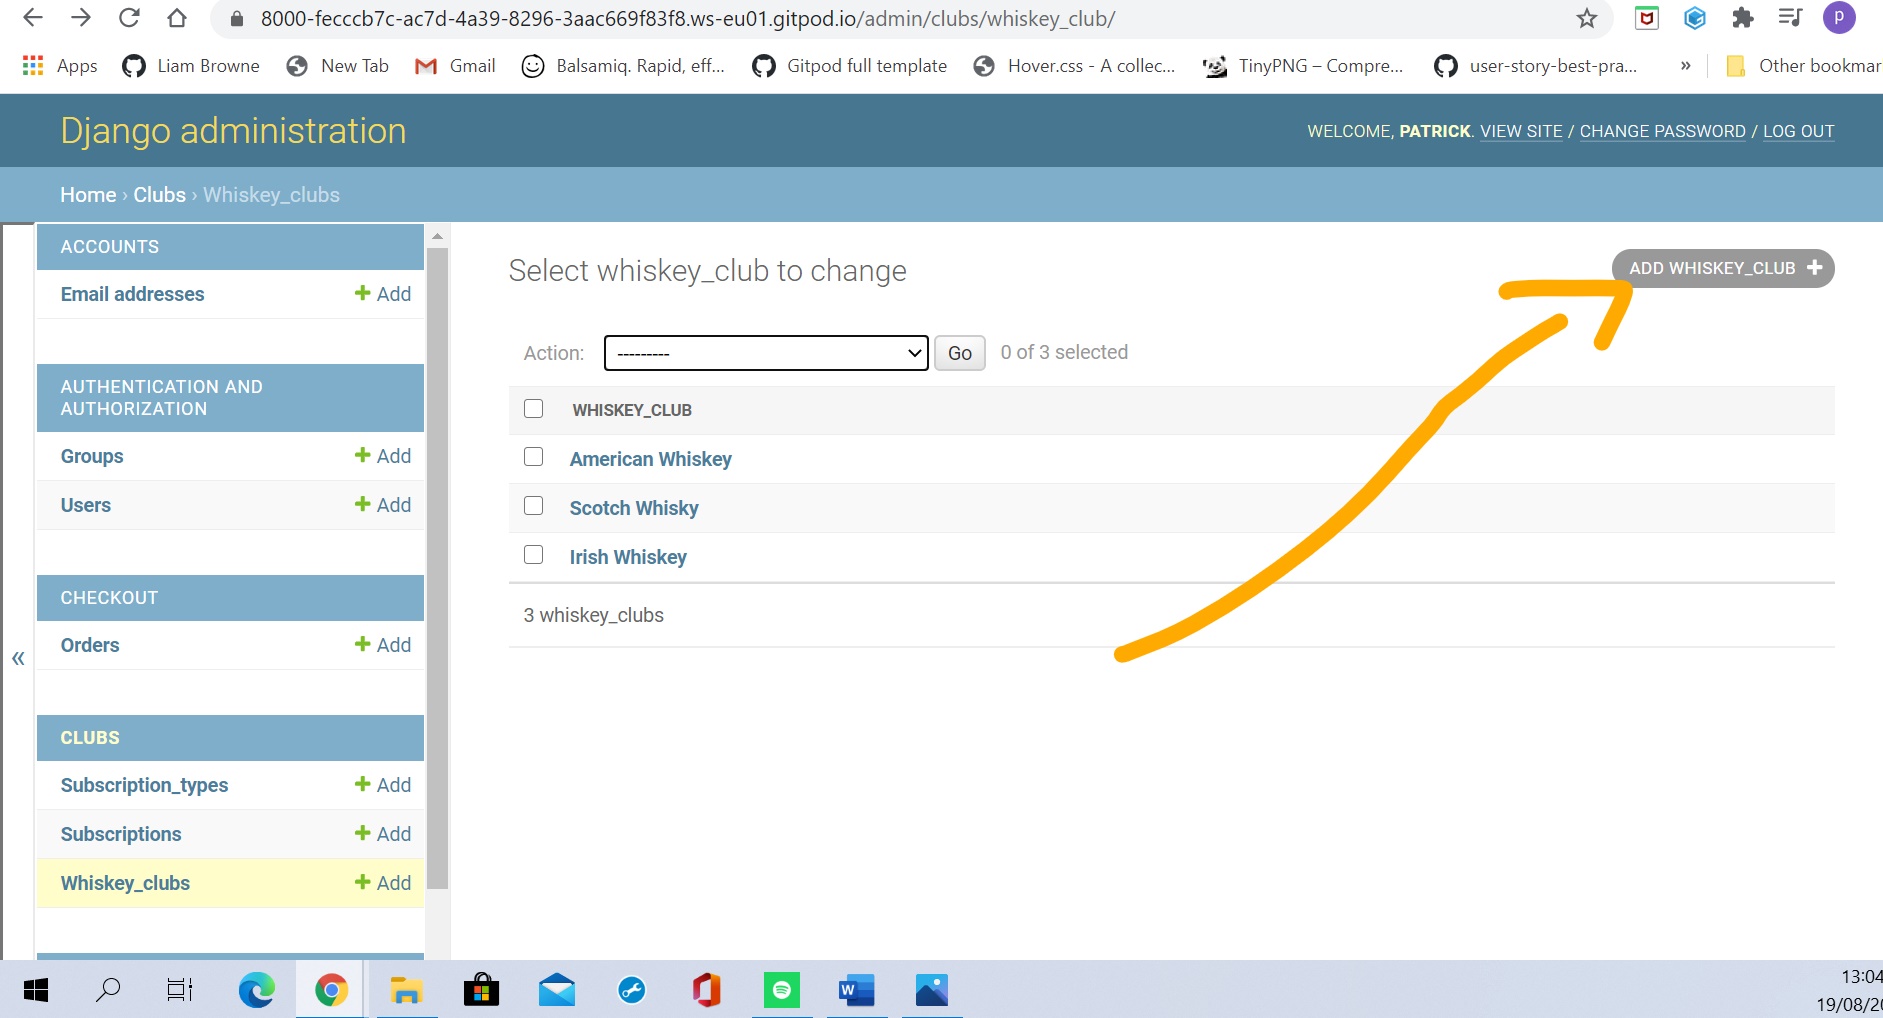 8000-fecccb7c-ac7d-4a39-8296-3aac669f83f8.ws-eu01.gitpod.io/admin/clubs/whiskey_club/
p
Apps Liam Browne New Tab Gmail Balsamiq. Rapid, eff... Gitpod full template Hover.css - A collec... TinyPNG – Compre... user-story-best-pra... » Other bookmar
Django administration
WELCOME, PATRICK. VIEW SITE / CHANGE PASSWORD / LOG OUT
Home › Clubs › Whiskey_clubs
ACCOUNTS
Email addresses + Add
AUTHENTICATION AND
AUTHORIZATION
Groups + Add
Users + Add
CHECKOUT
Orders + Add
CLUBS
Subscription_types + Add
Subscriptions + Add
Whiskey_clubs + Add
«
Select whiskey_club to change
ADD WHISKEY_CLUB +
Action: --------- Go 0 of 3 selected
WHISKEY_CLUB
American Whiskey
Scotch Whisky
Irish Whiskey
3 whiskey_clubs
W
13:04
19/08/20